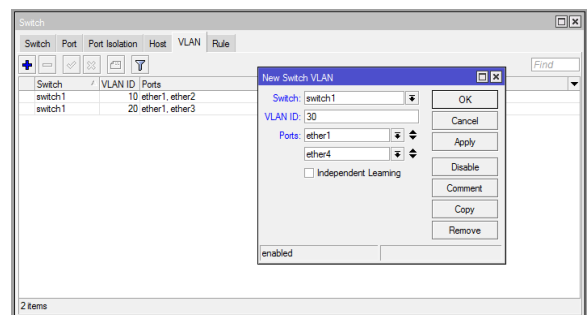 Switch
Switch Port Port Isolation Host VLAN Rule
Find
Switch VLAN ID Ports
switch1 10 ether1, ether2
switch1 20 ether1, ether3
New Switch VLAN
Switch: switch1
VLAN ID: 30
Ports: ether1
ether4
Independent Learning
OK
Cancel
Apply
Disable
Comment
Copy
Remove
enabled
2 items